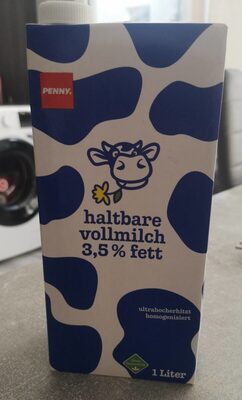 PENNY.
haltbare
vollmilch
3,5 % fett
ultrahocherhitzt
homogenisiert
1 Liter